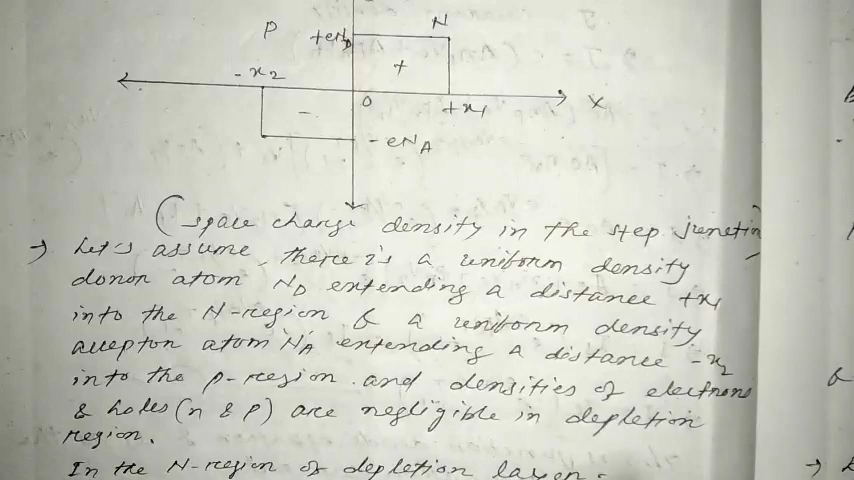 P
+eND
N
+
-x2
0
+x1
X
-
-eNA
(space charge density in the step junction
→ Let's assume, there is a uniform density
donor atom ND extending a distance +x1
into the N-region & a uniform density
acceptor atom NA extending a distance -x2
into the p-region. and densities of electrons
& holes (n & p) are negligible in depletion
region.
In the N-region of depletion layer.